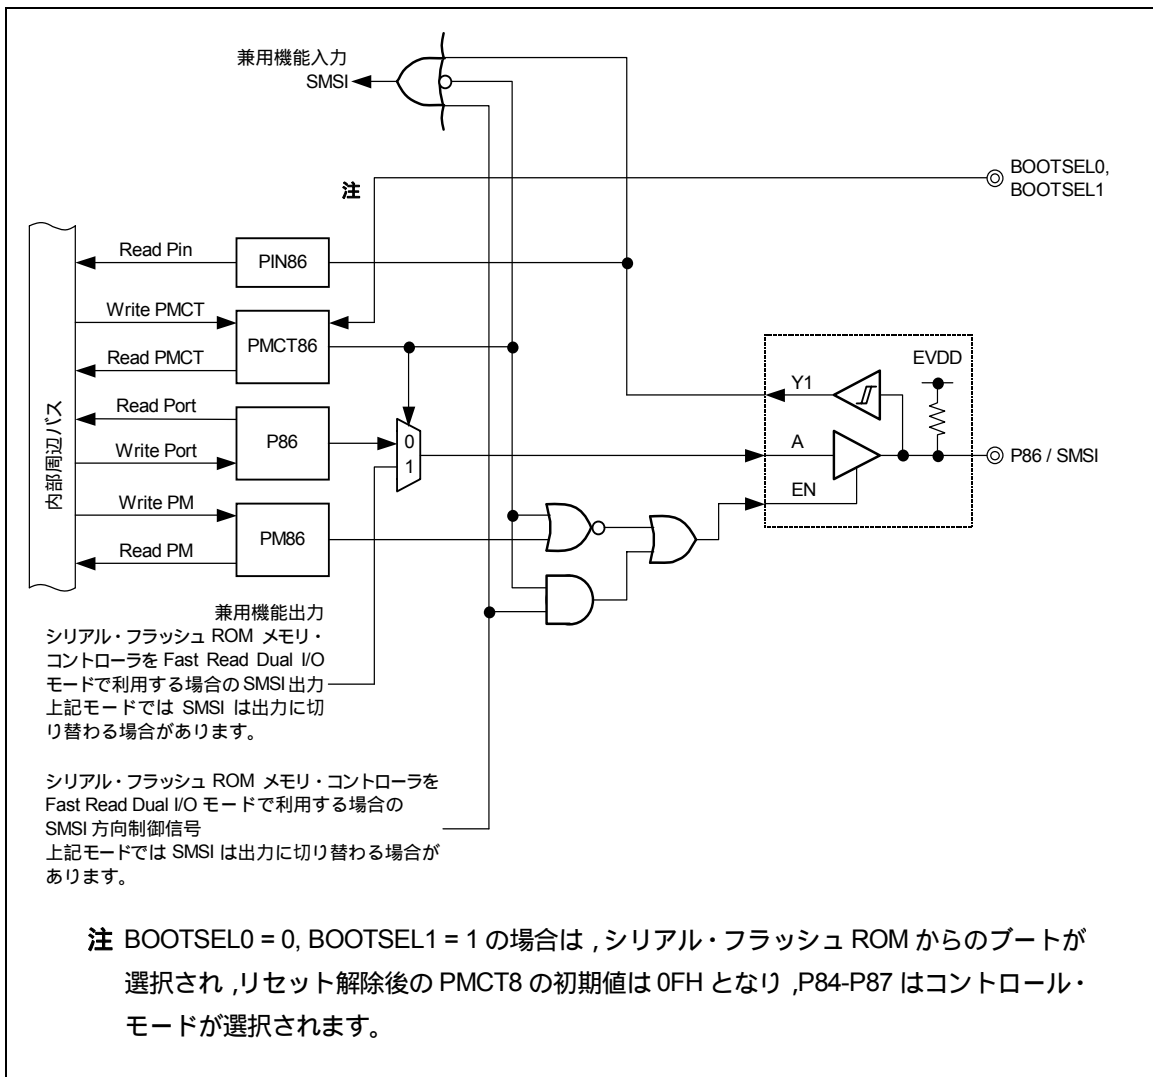 兼用機能入力
SMSI
BOOTSEL0,
BOOTSEL1
注
内部周辺バス
Read Pin
PIN86
Write PMCT
PMCT86
Read PMCT
Read Port
P86
Write Port
Write PM
PM86
Read PM
0
1
EVDD
Y1
A
EN
P86 / SMSI
兼用機能出力
シリアル・フラッシュ ROM メモリ・
コントローラを Fast Read Dual I/O
モードで利用する場合の SMSI 出力
上記モードでは SMSI は出力に切
り替わる場合があります。
シリアル・フラッシュ ROM メモリ・コントローラを
Fast Read Dual I/O モードで利用する場合の
SMSI 方向制御信号
上記モードでは SMSI は出力に切り替わる場合が
あります。
注 BOOTSEL0 = 0, BOOTSEL1 = 1 の場合は , シリアル・フラッシュ ROM からのブートが
選択され , リセット解除後の PMCT8 の初期値は 0FH となり , P84-P87 はコントロール・
モードが選択されます。